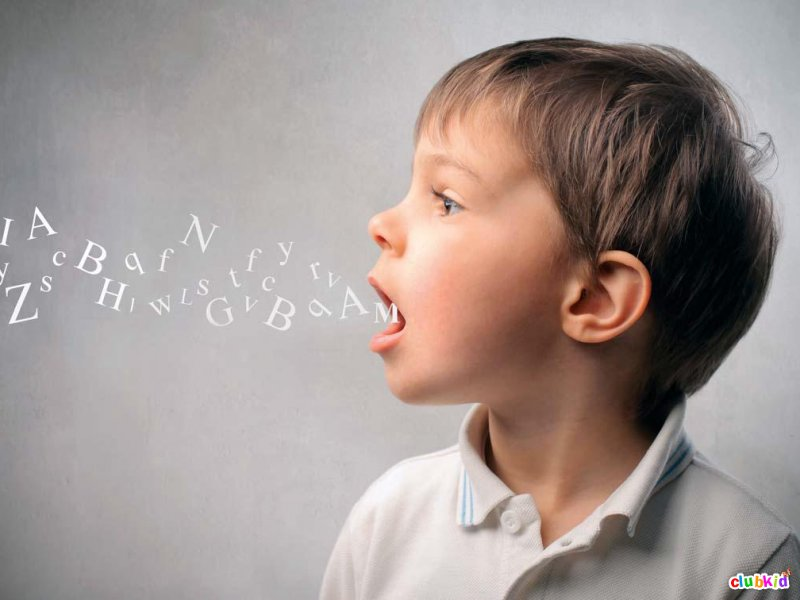 I A N
y s c B q f t f y r v
Z H l w L s G v c B q A M
clubkid